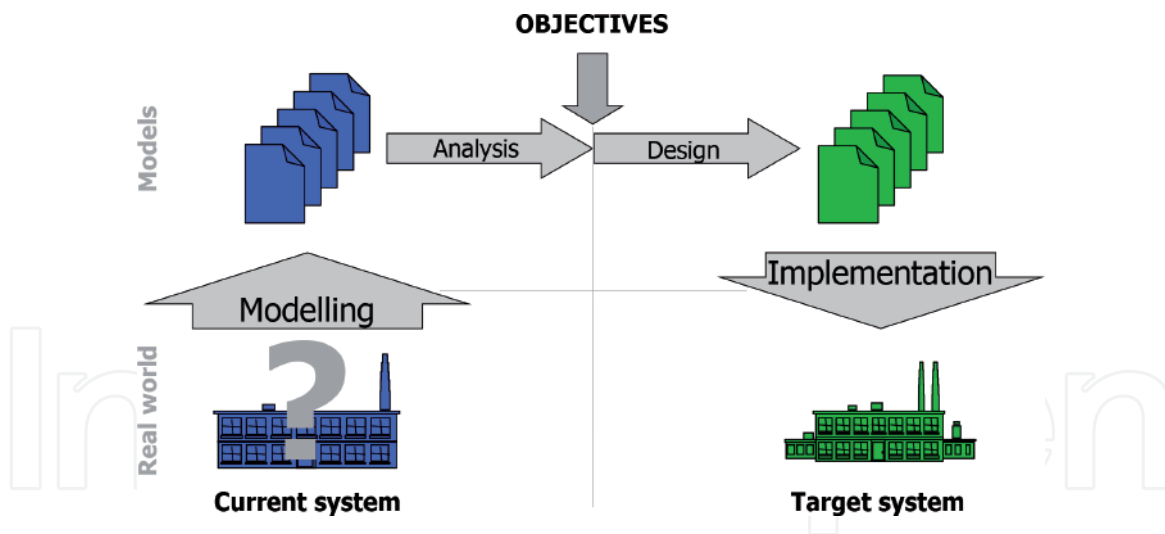 OBJECTIVES
Models
Analysis
Design
Modelling
Implementation
Real world
?
Current system
Target system